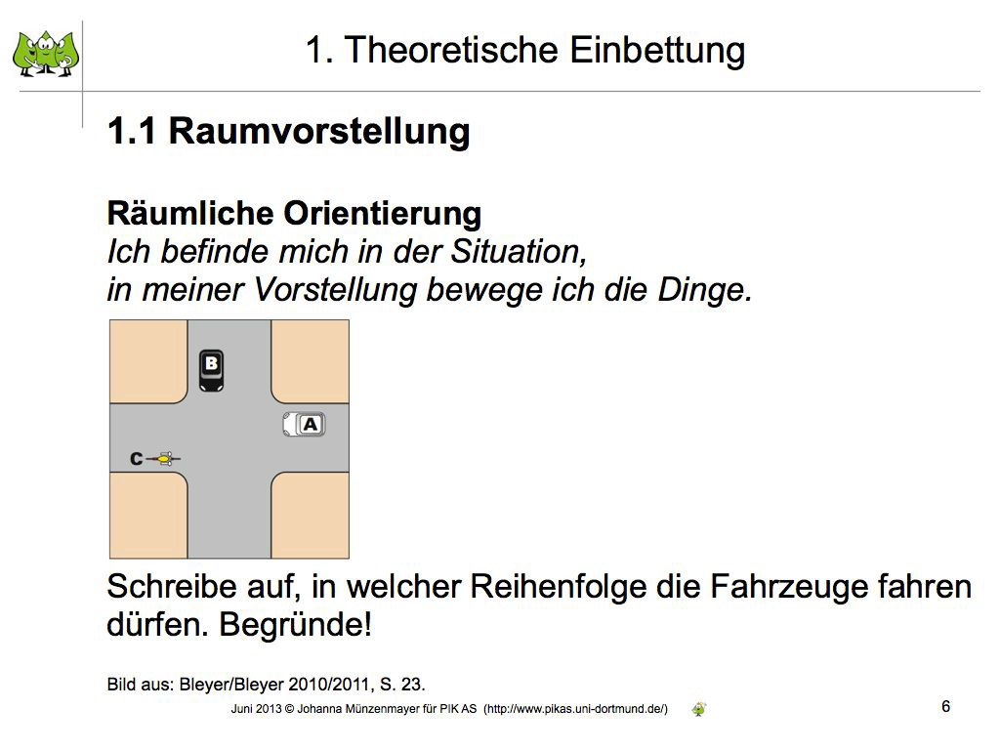 1. Theoretische Einbettung
1.1 Raumvorstellung
Räumliche Orientierung
Ich befinde mich in der Situation,
in meiner Vorstellung bewege ich die Dinge.
B
A
C
Schreibe auf, in welcher Reihenfolge die Fahrzeuge fahren
dürfen. Begründe!
Bild aus: Bleyer/Bleyer 2010/2011, S. 23.
Juni 2013 © Johanna Münzenmayer für PIK AS (http://www.pikas.uni-dortmund.de/)
6